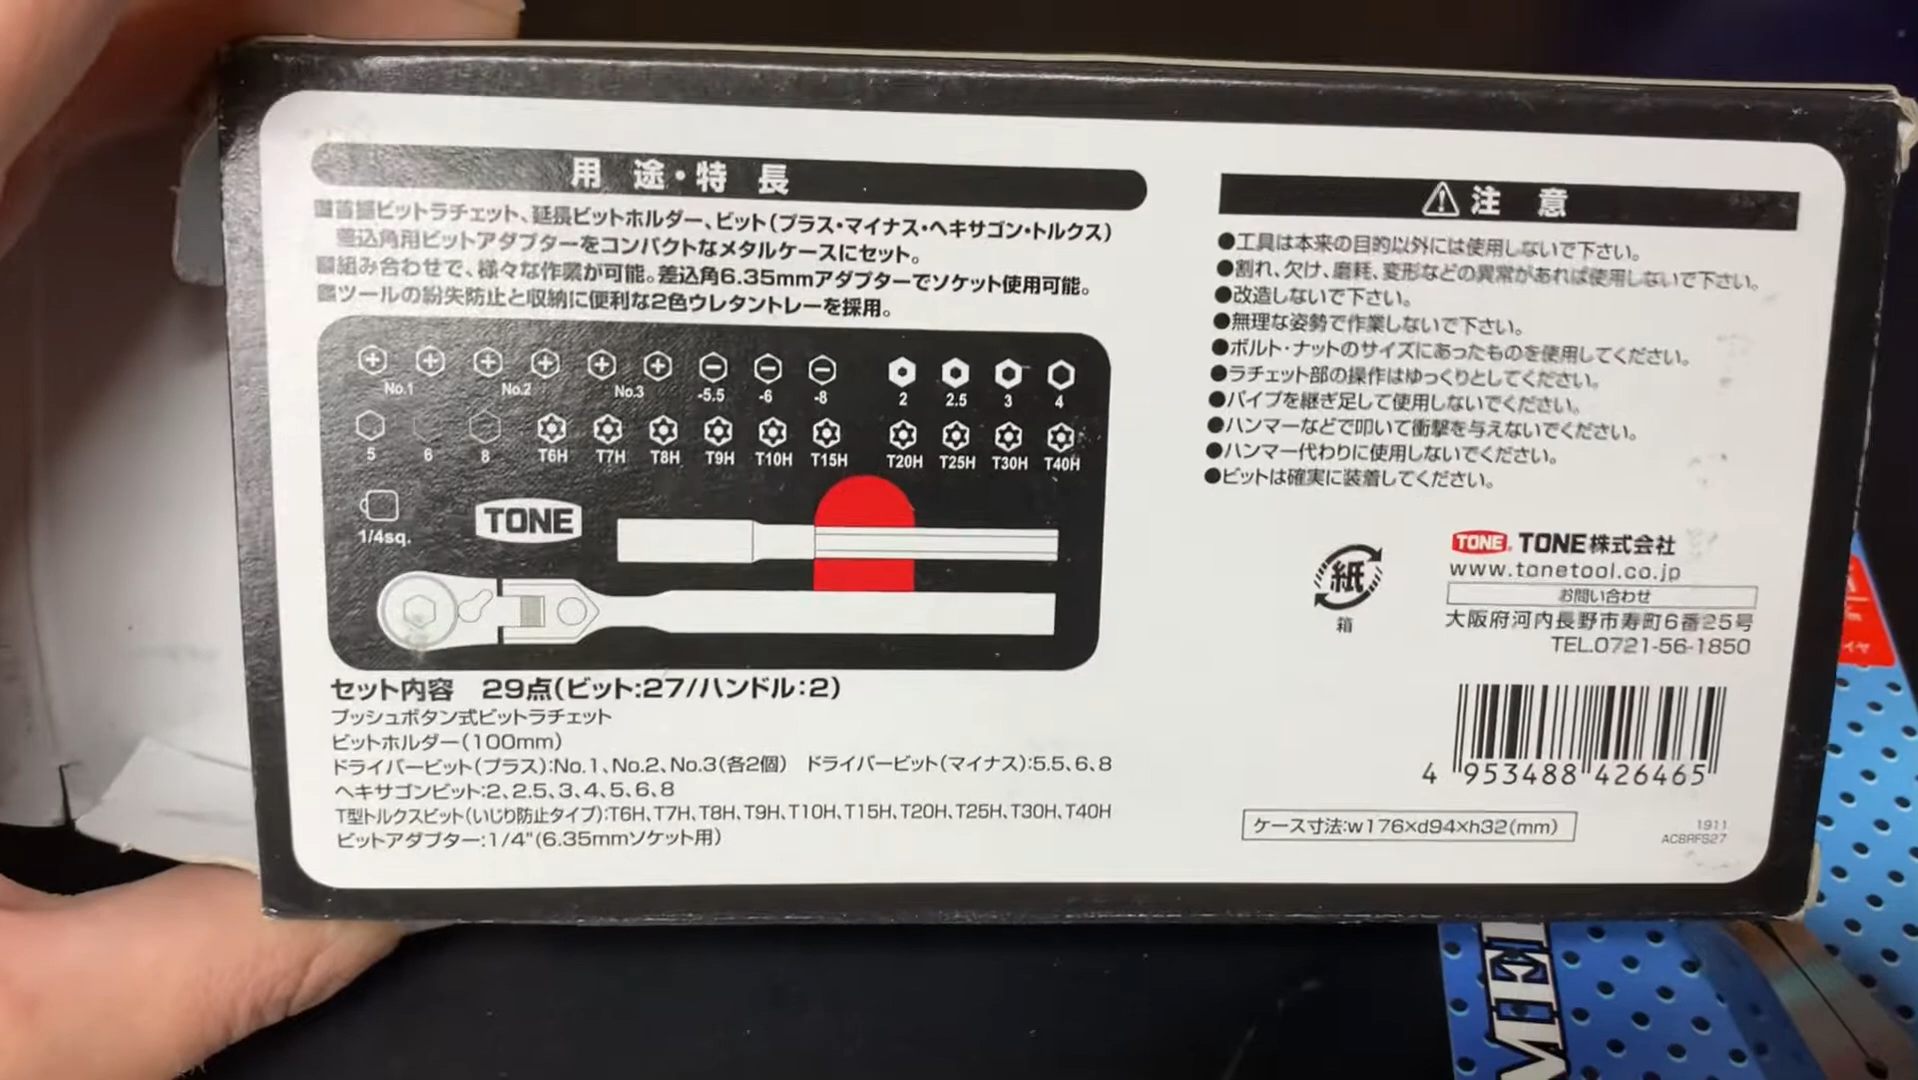 用途・特長
■首振ビットラチェット、延長ビットホルダー、ビット(プラス・マイナス・ヘキサゴン・トルクス)
差込角用ビットアダプターをコンパクトなメタルケースにセット。
■組み合わせで、様々な作業が可能。差込角6.35mmアダプターでソケット使用可能。
■ツールの紛失防止と収納に便利な2色ウレタントレーを採用。
No.1 No.2 No.3 -5.5 -6 -8 2 2.5 3 4
5 6 8 T6H T7H T8H T9H T10H T15H T20H T25H T30H T40H
1/4sq.
TONE
セット内容 29点(ビット:27/ハンドル:2)
プッシュボタン式ビットラチェット
ビットホルダー(100mm)
ドライバービット(プラス):No.1、No.2、No.3(各2個) ドライバービット(マイナス):5.5、6、8
ヘキサゴンビット:2、2.5、3、4、5、6、8
T型トルクスビット(いじり防止タイプ):T6H、T7H、T8H、T9H、T10H、T15H、T20H、T25H、T30H、T40H
ビットアダプター:1/4"(6.35mmソケット用)
注意
●工具は本来の目的以外には使用しないで下さい。
●割れ、欠け、磨耗、変形などの異常があれば使用しないで下さい。
●改造しないで下さい。
●無理な姿勢で作業しないで下さい。
●ボルト・ナットのサイズにあったものを使用してください。
●ラチェット部の操作はゆっくりとしてください。
●パイプを継ぎ足して使用しないでください。
●ハンマーなどで叩いて衝撃を与えないでください。
●ハンマー代わりに使用しないでください。
●ビットは確実に装着してください。
紙
箱
TONE TONE株式会社
www.tonetool.co.jp
お問い合わせ
大阪府河内長野市寿町6番25号
TEL.0721-56-1850
4 953488 426465
ケース寸法:w176×d94×h32(mm)
1911
ACBRFS27